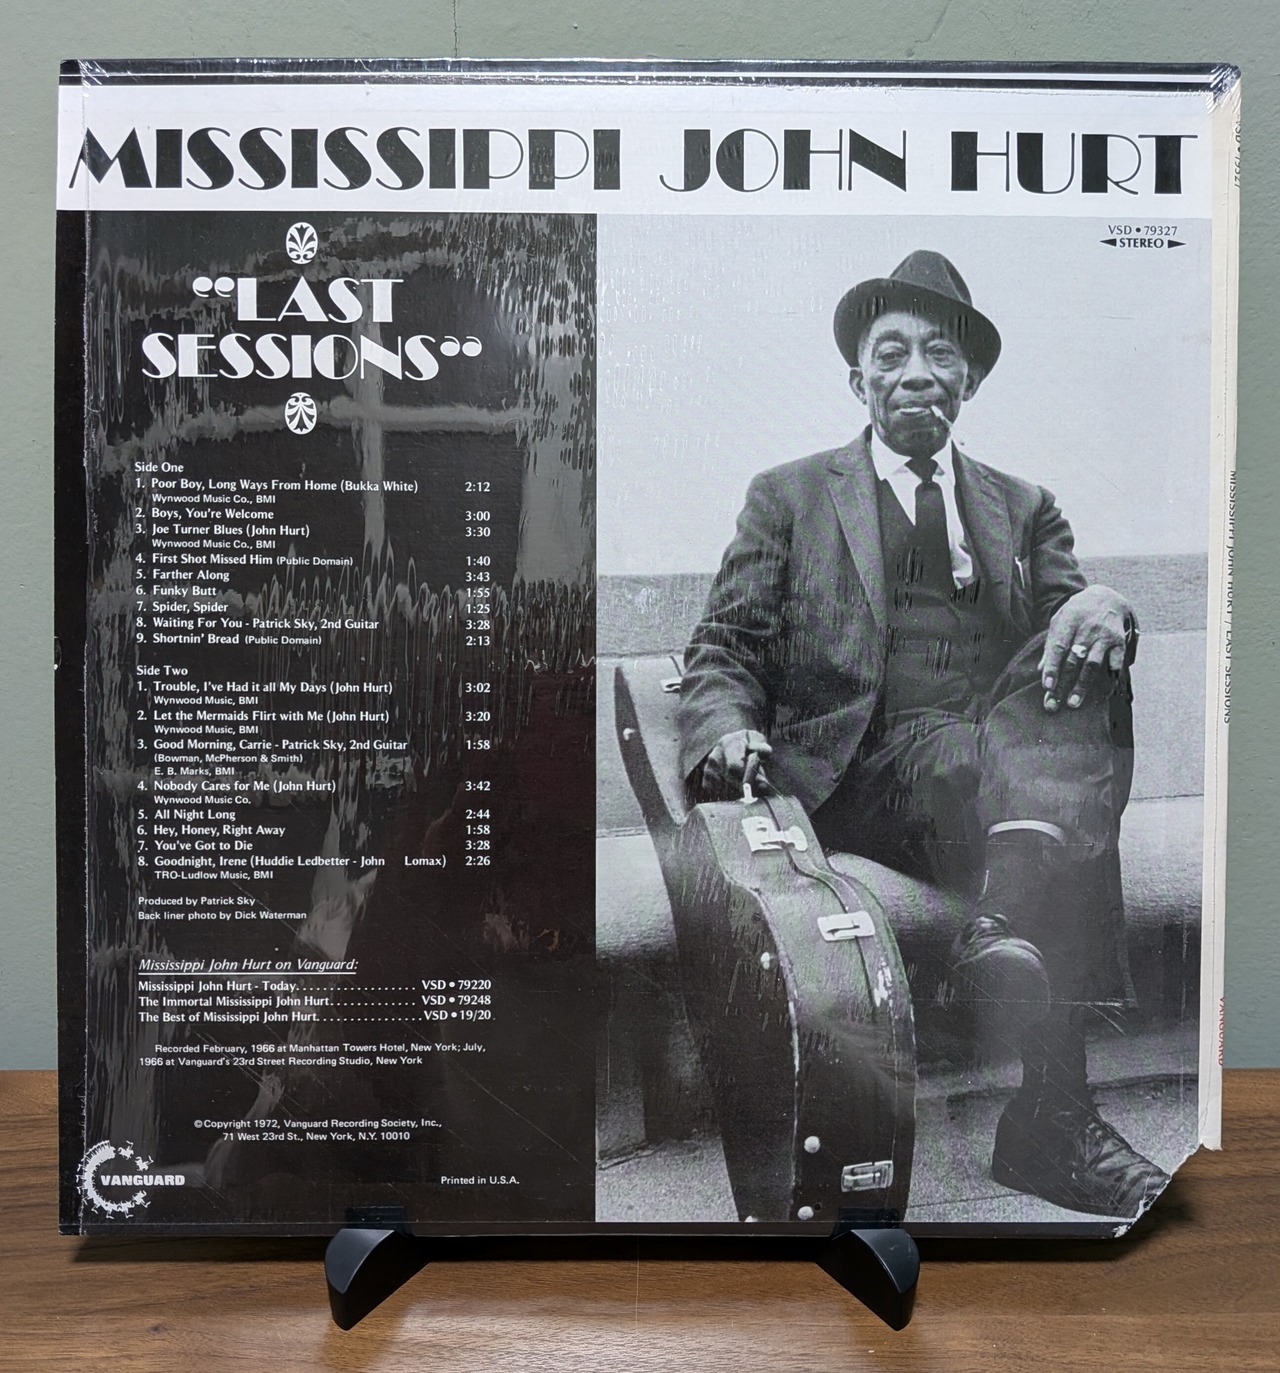 MISSISSIPPI JOHN HURT
VSD • 79327
STEREO
“LAST
SESSIONS”
Side One
1. Poor Boy, Long Ways From Home (Bukka White) 2:12
Wynwood Music Co., BMI
2. Boys, You're Welcome 3:00
3. Joe Turner Blues (John Hurt) 3:30
Wynwood Music Co., BMI
4. First Shot Missed Him (Public Domain) 1:40
5. Farther Along 3:43
6. Funky Butt 1:55
7. Spider, Spider 1:25
8. Waiting For You - Patrick Sky, 2nd Guitar 3:28
9. Shortnin' Bread (Public Domain) 2:13
Side Two
1. Trouble, I've Had it all My Days (John Hurt) 3:02
Wynwood Music, BMI
2. Let the Mermaids Flirt with Me (John Hurt) 3:20
Wynwood Music, BMI
3. Good Morning, Carrie - Patrick Sky, 2nd Guitar 1:58
(Bowman, McPherson & Smith)
E. B. Marks, BMI
4. Nobody Cares for Me (John Hurt) 3:42
Wynwood Music Co.
5. All Night Long 2:44
6. Hey, Honey, Right Away 1:58
7. You've Got to Die 3:28
8. Goodnight, Irene (Huddie Ledbetter - John Lomax) 2:26
TRO-Ludlow Music, BMI
Produced by Patrick Sky
Back liner photo by Dick Waterman
Mississippi John Hurt on Vanguard:
Mississippi John Hurt - Today.................. VSD • 79220
The Immortal Mississippi John Hurt............. VSD • 79248
The Best of Mississippi John Hurt................VSD • 19/20
Recorded February, 1966 at Manhattan Towers Hotel, New York; July,
1966 at Vanguard's 23rd Street Recording Studio, New York
©Copyright 1972, Vanguard Recording Society, Inc.,
71 West 23rd St., New York, N.Y. 10010
VANGUARD
Printed in U.S.A.
VSD • 79327
MISSISSIPPI JOHN HURT / LAST SESSIONS
VANGUARD